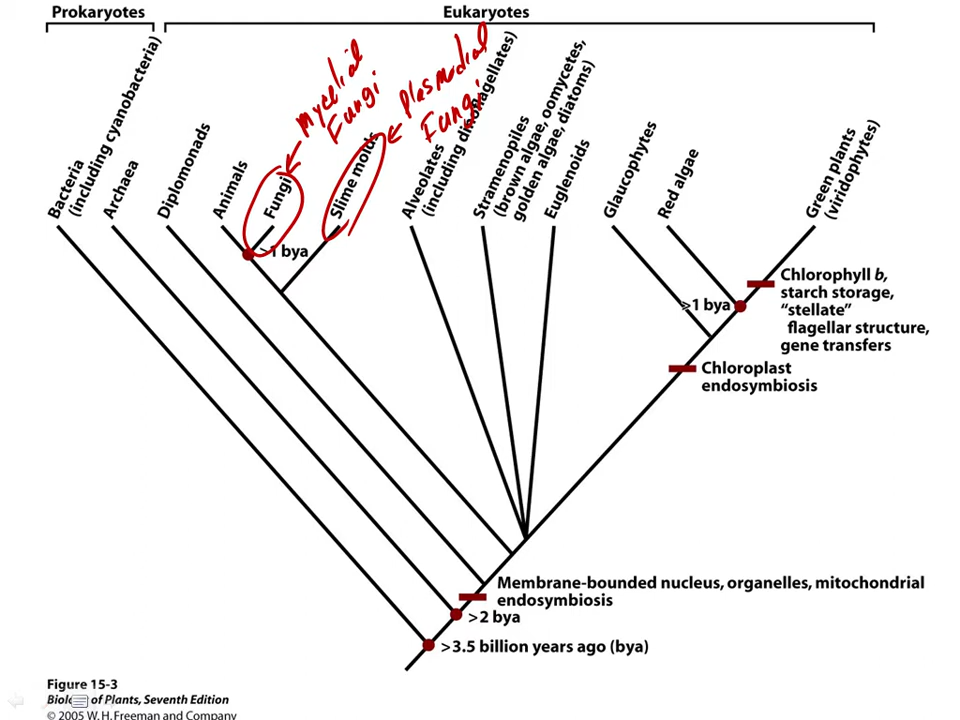 Prokaryotes
Eukaryotes
Bacteria
(including cyanobacteria)
Archaea
Diplomonads
Animals
Fungi
mycelial
Fungi
Slime molds
plasmodial
Fungi
Alveolates
(including dinoflagellates)
Stramenopiles
(brown algae, oomycetes,
golden algae, diatoms)
Euglenoids
Glaucophytes
Red algae
Green plants
(viridophytes)
>1 bya
>1 bya
Chlorophyll b,
starch storage,
“stellate”
flagellar structure,
gene transfers
Chloroplast
endosymbiosis
Membrane-bounded nucleus, organelles, mitochondrial
endosymbiosis
>2 bya
>3.5 billion years ago (bya)
Figure 15-3
Biology of Plants, Seventh Edition
© 2005 W. H. Freeman and Company